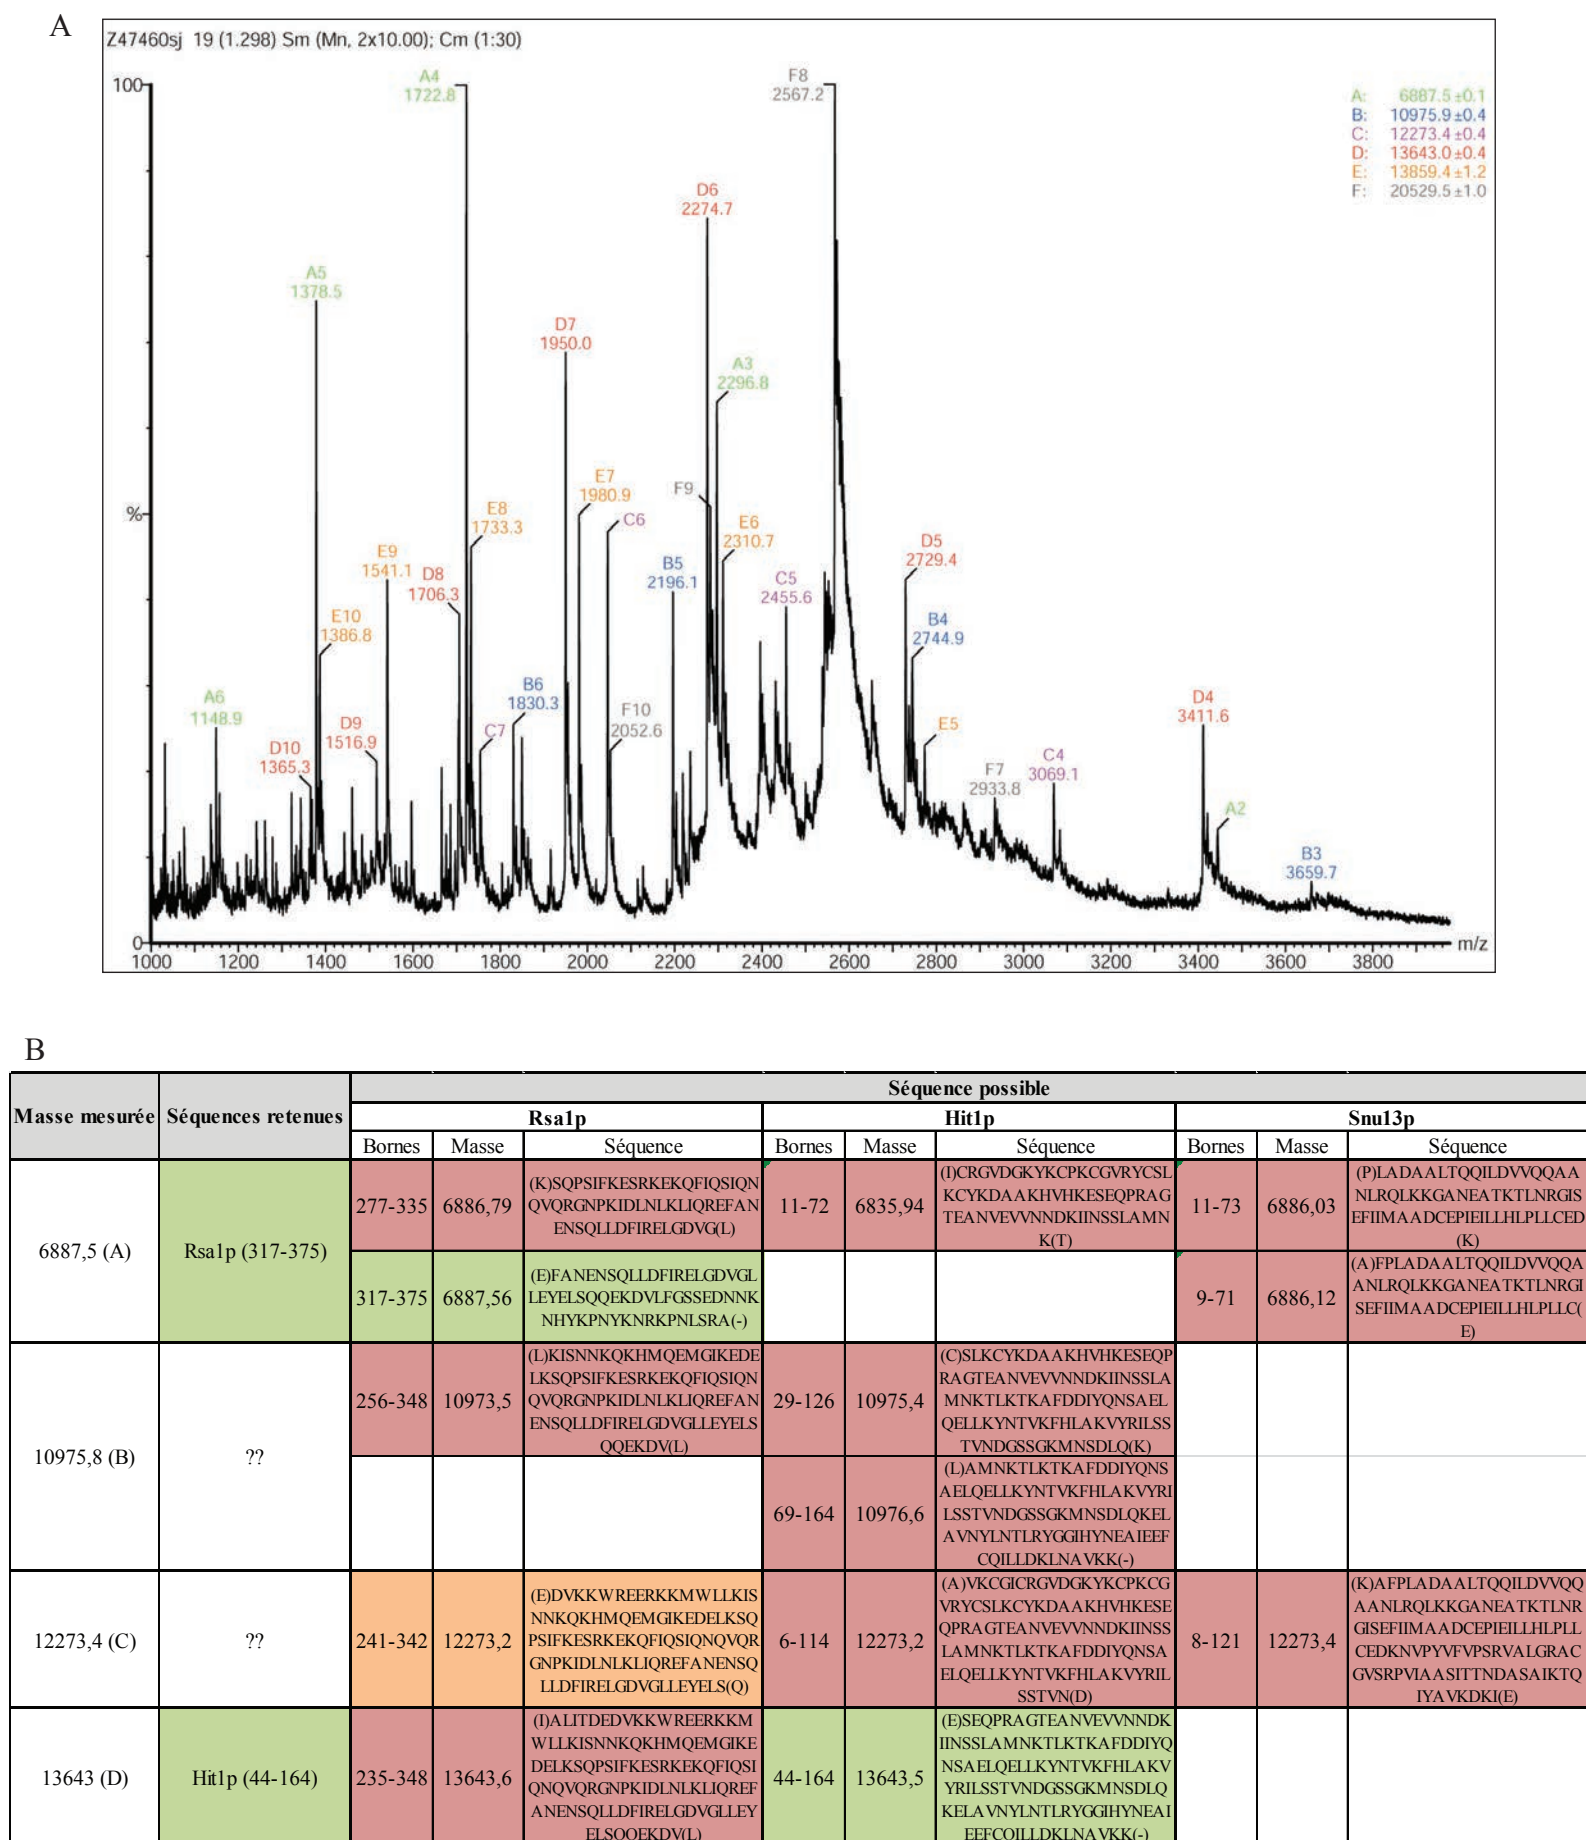 A
Z47460sj 19 (1.298) Sm (Mn, 2x10.00); Cm (1:30)
100
%
0
A4
1722.8
F8
2567.2
A: 6887.5 ±0.1
B: 10975.9 ±0.4
C: 12273.4 ±0.4
D: 13643.0 ±0.4
E: 13859.4 ±1.2
F: 20529.5 ±1.0
D6
2274.7
A5
1378.5
D7
1950.0
A3
2296.8
E7
1980.9
F9
E8
1733.3
C6
E6
2310.7
E9
1541.1
D8
1706.3
B5
2196.1
C5
2455.6
D5
2729.4
E10
1386.8
B4
2744.9
A6
1148.9
B6
1830.3
F10
2052.6
D4
3411.6
D9
1516.9
C7
E5
D10
1365.3
F7
2933.8
C4
3069.1
A2
B3
3659.7
1000 1200 1400 1600 1800 2000 2200 2400 2600 2800 3000 3200 3400 3600 3800
m/z
B
Masse mesurée
Séquences retenues
Séquence possible
Rsa1p
Hit1p
Snu13p
Bornes Masse Séquence
Bornes Masse Séquence
Bornes Masse Séquence
6887,5 (A)
Rsa1p (317-375)
277-335
6886,79
(K)SQPSIFKESRKEKQFIQSIQN
QVQRGNPKIDLNLKLIQREFAN
ENSQLLDFIRELGDVG(L)
11-72
6835,94
(I)CRGVDGKYKCPKCGVRYCSL
KCYKDAAKHVHKESEQPRAG
TEANVEVVNNDKIINSSLAMN
K(T)
11-73
6886,03
(P)LADAALTQQILDVVQQAA
NLRQLKKGANEATKTLNRGIS
EFIIMAADCEPIEILLHLPLLCED
(K)
317-375
6887,56
(E)FANENSQLLDFIRELGDVGL
LEYELSQQEKDVLFGSSEDNNK
NHYKPNYKNRKPNLSRA(-)
9-71
6886,12
(A)FPLADAALTQQILDVVQQA
ANLRQLKKGANEATKTLNRGI
SEFIIMAADCEPIEILLHLPLLC(
E)
10975,8 (B)
??
256-348
10973,5
(L)KISNNKQKHMQEMGIKEDE
LKSQPSIFKESRKEKQFIQSIQN
QVQRGNPKIDLNLKLIQREFAN
ENSQLLDFIRELGDVGLLEYELS
QQEKDV(L)
29-126
10975,4
(C)SLKCYKDAAKHVHKESEQP
RAGTEANVEVVNNDKIINSSLA
MNKTLKTKAFDDIYQNSAEL
QELLKYNTVKFHLAKVYRILSS
TVNDGSSGKMNSDLQ(K)
69-164
10976,6
(L)AMNKTLKTKAFDDIYQNS
AELQELLKYNTVKFHLAKVYRI
LSSTVNDGSSGKMNSDLQKEL
AVNYLNTLRYGGIHYNEAIEEF
CQILLDKLNAVKK(-)
12273,4 (C)
??
241-342
12273,2
(E)DVKKWREERKKMWLLKIS
NNKQKHMQEMGIKEDELKSQ
PSIFKESRKEKQFIQSIQNQVQR
GNPKIDLNLKLIQREFANENSQ
LLDFIRELGDVGLLEYELS(Q)
6-114
12273,2
(A)VKCGICRGVDGKYKCPKCG
VRYCSLKCYKDAAKHVHKESE
QPRAGTEANVEVVNNDKIINSS
LAMNKTLKTKAFDDIYQNSA
ELQELLKYNTVKFHLAKVYRIL
SSTVN(D)
8-121
12273,4
(K)AFPLADAALTQQILDVVQQ
AANLRQLKKGANEATKTLNR
GISEFIIMAADCEPIEILLHLPLL
CEDKNVPYVFVPSRVALGRAC
GVSRPVIAASITTNDASAIKTQ
IYAVKDKI(E)
13643 (D)
Hit1p (44-164)
235-348
13643,6
(I)ALITDEDVKKWREERKKM
WLLKISNNKQKHMQEMGIKE
DELKSQPSIFKESRKEKQFIQSI
QNQVQRGNPKIDLNLKLIQREF
ANENSQLLDFIRELGDVGLLEY
ELSQQEKDV(L)
44-164
13643,5
(E)SEQPRAGTEANVEVVNNDK
IINSSLAMNKTLKTKAFDDIYQ
NSAELQELLKYNTVKFHLAKV
YRILSSTVNDGSSGKMNSDLQ
KELAVNYLNTLRYGGIHYNEAI
EEFCQILLDKLNAVKK(-)